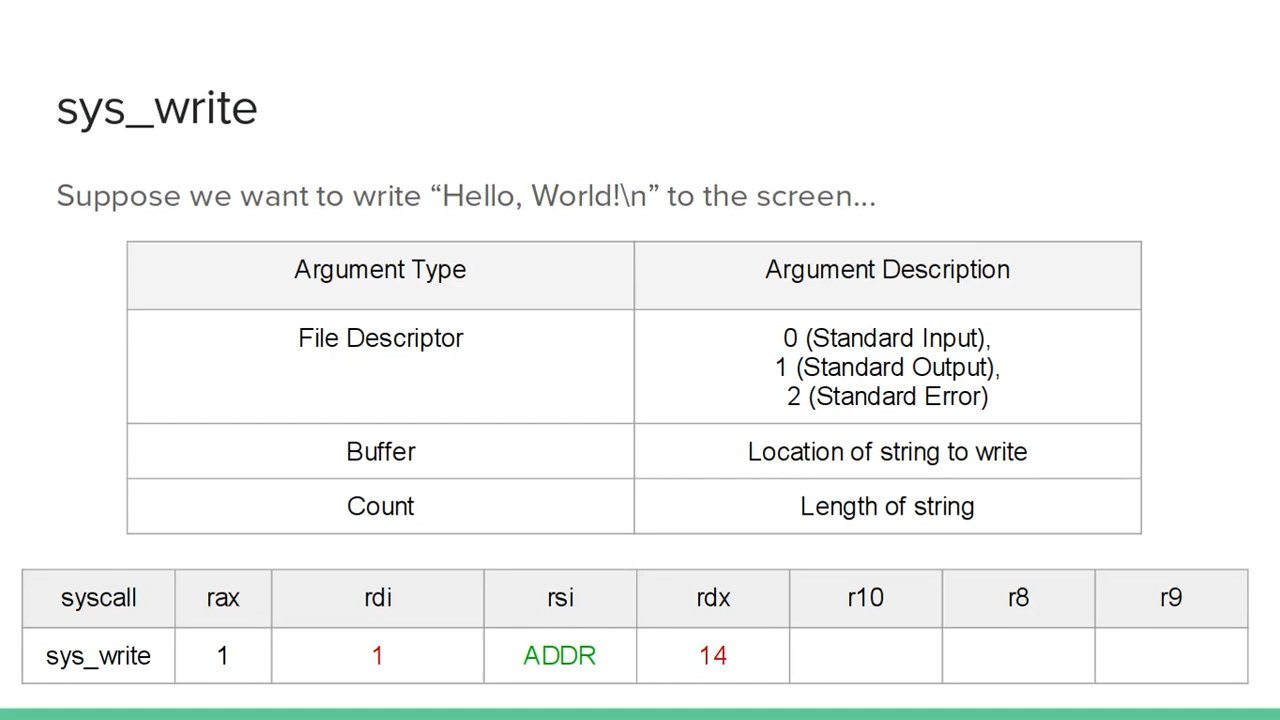 sys_write
Suppose we want to write “Hello, World!\n” to the screen...
Argument Type Argument Description
File Descriptor 0 (Standard Input),
1 (Standard Output),
2 (Standard Error)
Buffer Location of string to write
Count Length of string
syscall rax rdi rsi rdx r10 r8 r9
sys_write 1 1 ADDR 14